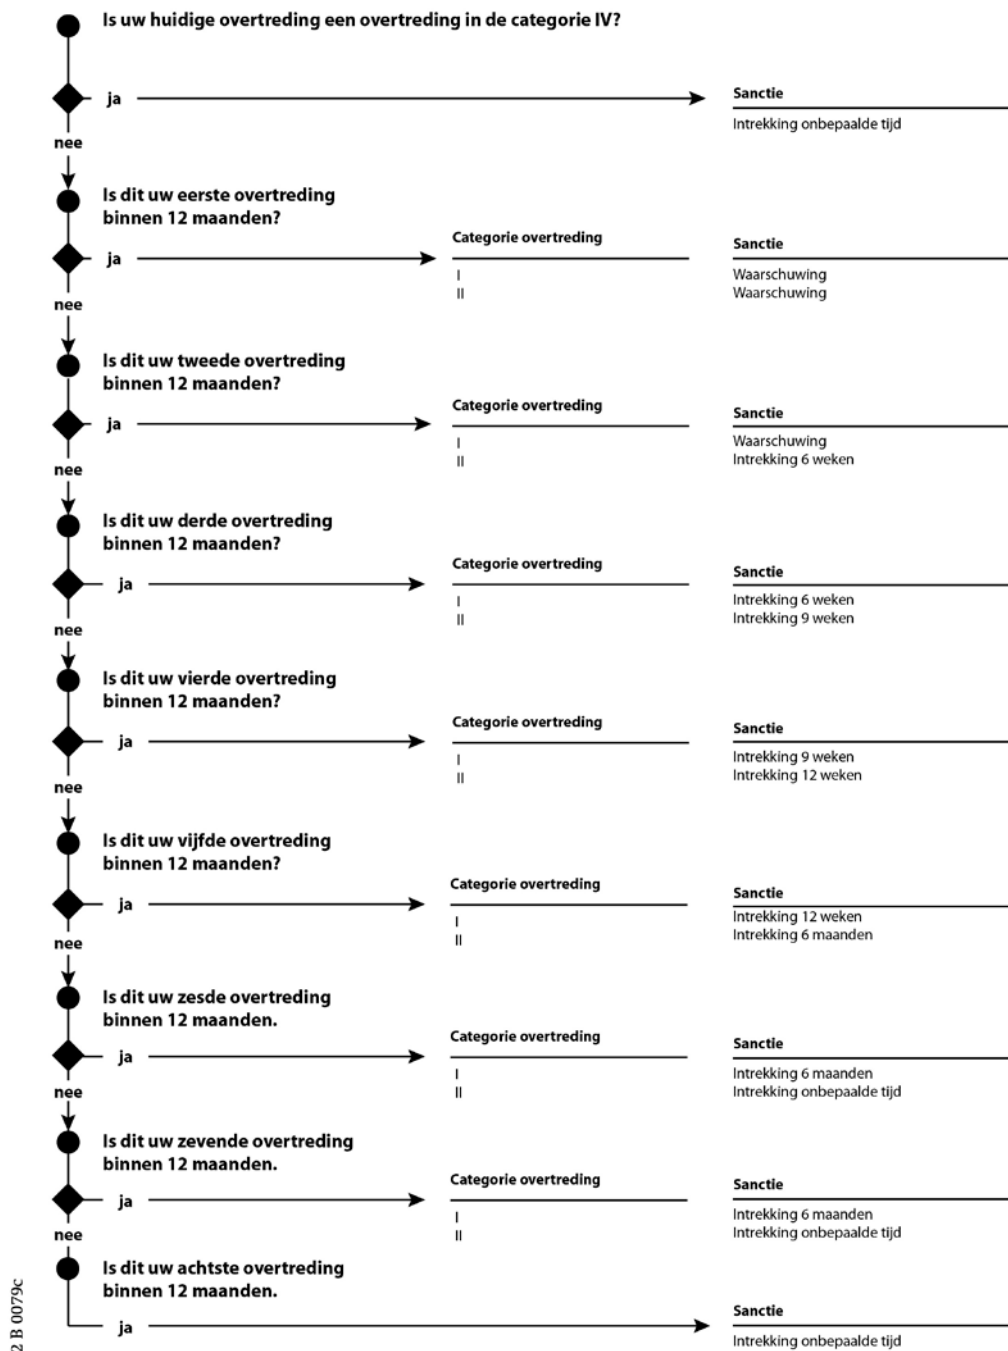 Is uw huidige overtreding een overtreding in de categorie IV?
ja
Sanctie
Intrekking onbepaalde tijd
nee
Is dit uw eerste overtreding
binnen 12 maanden?
ja
Categorie overtreding
Sanctie
I
Waarschuwing
II
Waarschuwing
nee
Is dit uw tweede overtreding
binnen 12 maanden?
ja
Categorie overtreding
Sanctie
I
Waarschuwing
II
Intrekking 6 weken
nee
Is dit uw derde overtreding
binnen 12 maanden?
ja
Categorie overtreding
Sanctie
I
Intrekking 6 weken
II
Intrekking 9 weken
nee
Is dit uw vierde overtreding
binnen 12 maanden?
ja
Categorie overtreding
Sanctie
I
Intrekking 9 weken
II
Intrekking 12 weken
nee
Is dit uw vijfde overtreding
binnen 12 maanden?
ja
Categorie overtreding
Sanctie
I
Intrekking 12 weken
II
Intrekking 6 maanden
nee
Is dit uw zesde overtreding
binnen 12 maanden.
ja
Categorie overtreding
Sanctie
I
Intrekking 6 maanden
II
Intrekking onbepaalde tijd
nee
Is dit uw zevende overtreding
binnen 12 maanden.
ja
Categorie overtreding
Sanctie
I
Intrekking 6 maanden
II
Intrekking onbepaalde tijd
nee
Is dit uw achtste overtreding
binnen 12 maanden.
ja
Sanctie
Intrekking onbepaalde tijd
2 B 0079c